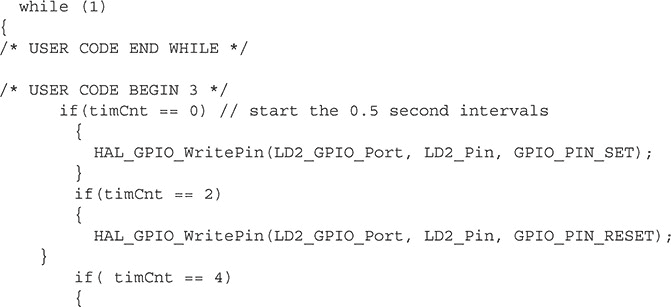 while (1)
{
/* USER CODE END WHILE */
/* USER CODE BEGIN 3 */
if(timCnt == 0) // start the 0.5 second intervals
{
HAL_GPIO_WritePin(LD2_GPIO_Port, LD2_Pin, GPIO_PIN_SET);
}
if(timCnt == 2)
{
HAL_GPIO_WritePin(LD2_GPIO_Port, LD2_Pin, GPIO_PIN_RESET);
}
if( timCnt == 4)
{